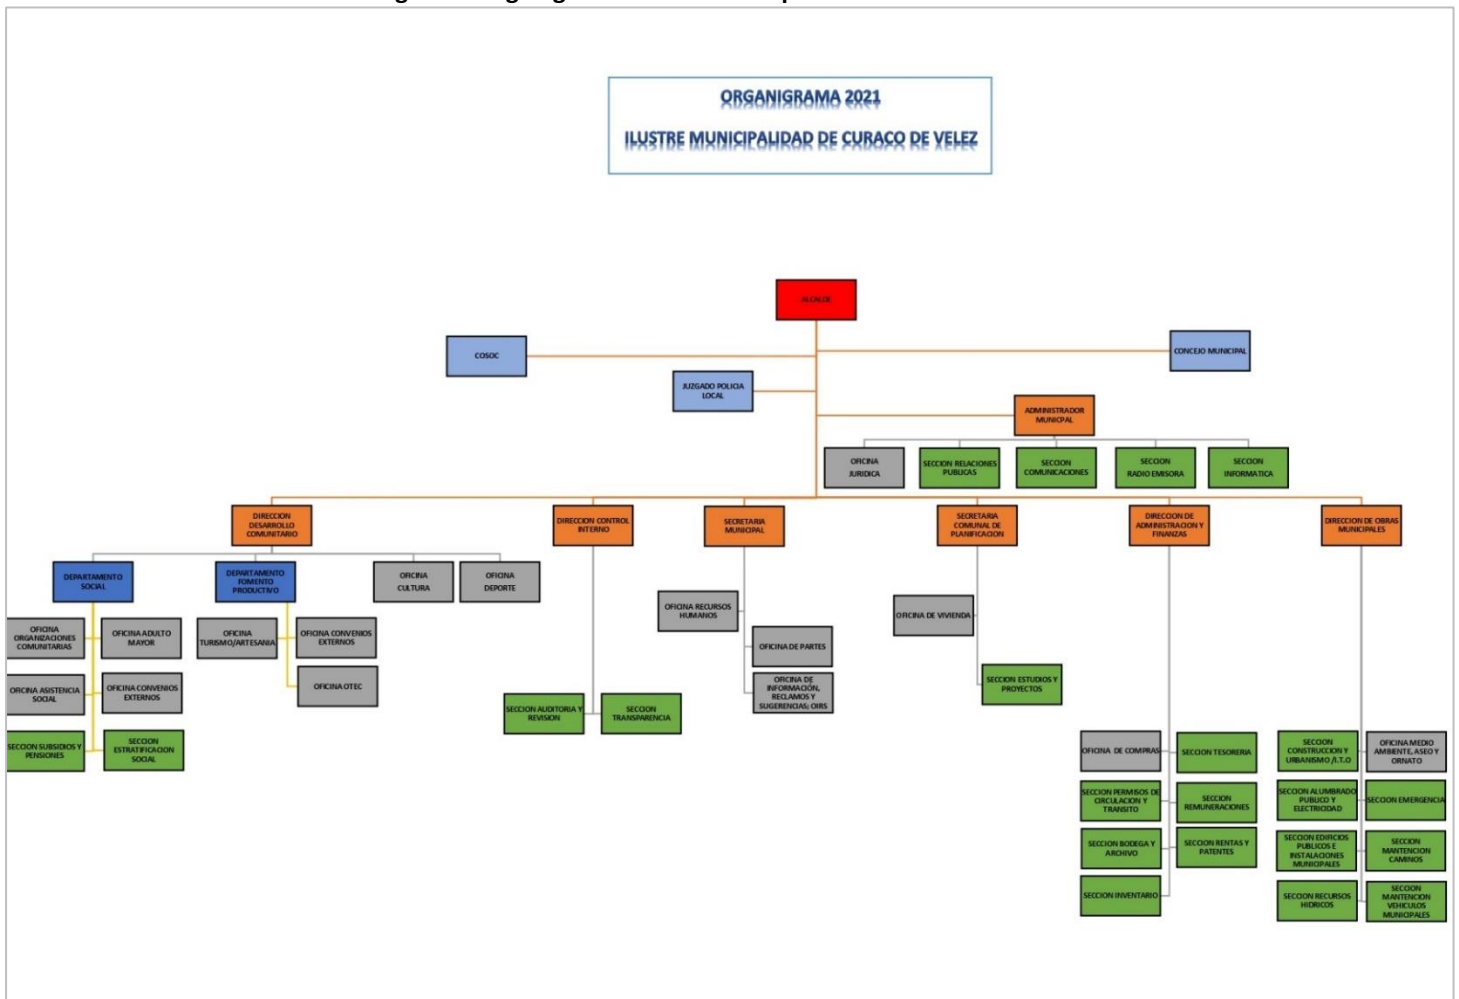 ORGANIGRAMA 2021
ILUSTRE MUNICIPALIDAD DE CURACO DE VELEZ
ALCALDE
COSOC
CONCEJO MUNICIPAL
JUZGADO POLICIA
LOCAL
ADMINISTRADOR
MUNICPAL
OFICINA
JURIDICA
SECCION RELACIONES
PUBLICAS
SECCION
COMUNICACIONES
SECCION
RADIO EMISORA
SECCION
INFORMATICA
DIRECCION
DESARROLLO
COMUNITARIO
DIRECCION CONTROL
INTERNO
SECRETARIA
MUNICIPAL
SECRETARIA
COMUNAL DE
PLANIFICACION
DIRECCION DE
ADMINISTRACION Y
FINANZAS
DIRECCION DE OBRAS
MUNICIPALES
DEPARTAMENTO
SOCIAL
DEPARTAMENTO
FOMENTO
PRODUCTIVO
OFICINA
CULTURA
OFICINA
DEPORTE
OFICINA
ORGANIZACIONES
COMUNITARIAS
OFICINA ADULTO
MAYOR
OFICINA
TURISMO/ARTESANIA
OFICINA CONVENIOS
EXTERNOS
OFICINA RECURSOS
HUMANOS
OFICINA DE VIVIENDA
OFICINA DE PARTES
OFICINA ASISTENCIA
SOCIAL
OFICINA CONVENIOS
EXTERNOS
OFICINA OTEC
OFICINA DE
INFORMACIÓN,
RECLAMOS Y
SUGERENCIAS; OIRS
SECCION ESTUDIOS Y
PROYECTOS
SECCION AUDITORIA Y
REVISION
SECCION
TRANSPARENCIA
SECCION SUBSIDIOS Y
PENSIONES
SECCION
ESTRATIFICACION
SOCIAL
OFICINA DE COMPRAS
SECCION TESORERIA
SECCION
CONSTRUCCION Y
URBANISMO /I.T.O
OFICINA MEDIO
AMBIENTE, ASEO Y
ORNATO
SECCION PERMISOS DE
CIRCULACION Y
TRANSITO
SECCION
REMUNERACIONES
SECCION ALUMBRADO
PUBLICO Y
ELECTRICIDAD
SECCION EMERGENCIA
SECCION BODEGA Y
ARCHIVO
SECCION RENTAS Y
PATENTES
SECCION EDIFICIOS
PUBLICOS E
INSTALACIONES
MUNICIPALES
SECCION
MANTENCION
CAMINOS
SECCION INVENTARIO
SECCION RECURSOS
HIDRICOS
SECCION
MANTENCION
VEHICULOS
MUNICIPALES